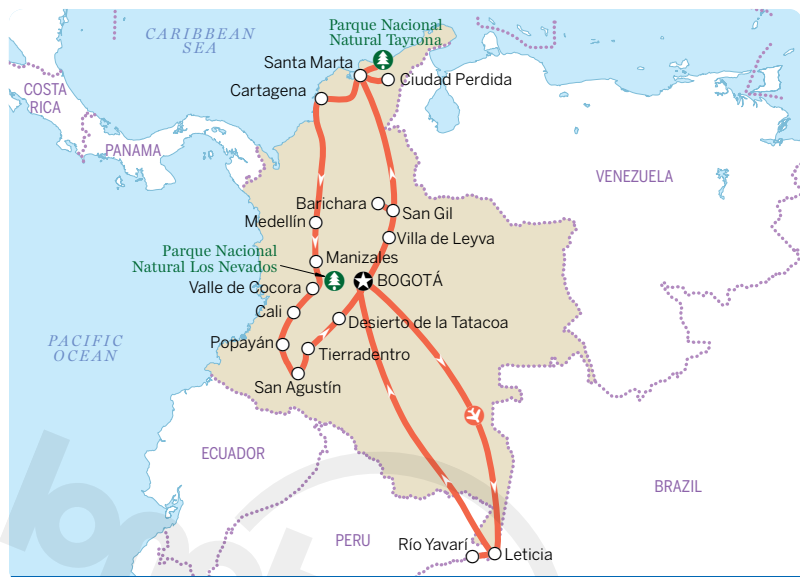 Parque Nacional
Natural Tayrona
CARIBBEAN
SEA
Santa Marta
Ciudad Perdida
COSTA
RICA
Cartagena
PANAMA
VENEZUELA
Barichara
San Gil
Medellín
Villa de Leyva
Parque Nacional
Natural Los Nevados
Manizales
BOGOTÁ
Valle de Cocora
Cali
Desierto de la Tatacoa
PACIFIC
OCEAN
Popayán
Tierradentro
San Agustín
ECUADOR
BRAZIL
PERU
Río Yavarí
Leticia